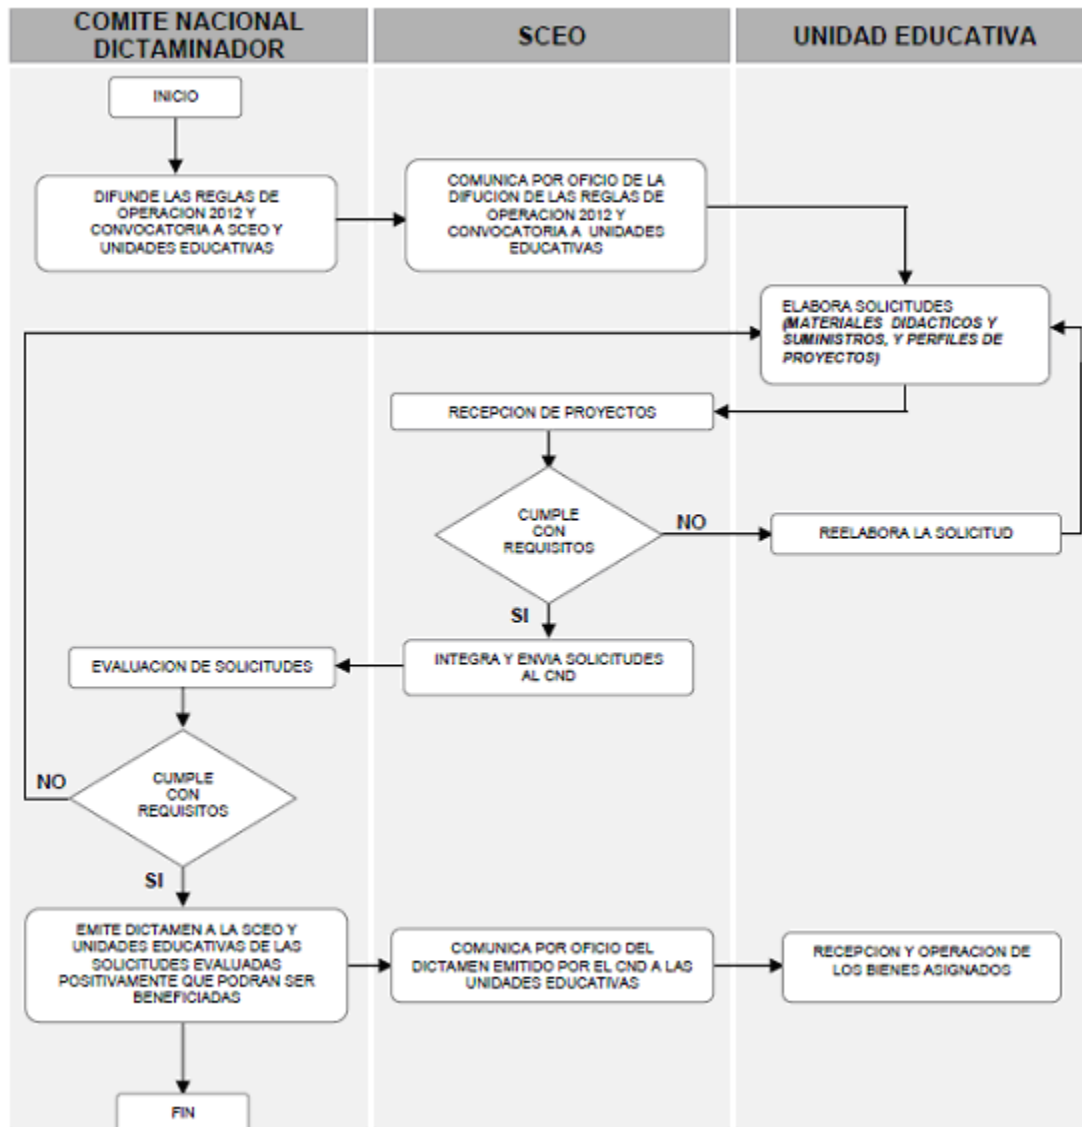 COMITE NACIONAL
DICTAMINADOR
SCEO
UNIDAD EDUCATIVA
INICIO
DIFUNDE LAS REGLAS DE
OPERACION 2012 Y
CONVOCATORIA A SCEO Y
UNIDADES EDUCATIVAS
COMUNICA POR OFICIO DE LA
DIFUCION DE LAS REGLAS DE
OPERACION 2012 Y
CONVOCATORIA A UNIDADES
EDUCATIVAS
ELABORA SOLICITUDES
(MATERIALES DIDACTICOS Y
SUMINISTROS, Y PERFILES DE
PROYECTOS)
RECEPCION DE PROYECTOS
CUMPLE
CON
REQUISITOS
NO
REELABORA LA SOLICITUD
SI
INTEGRA Y ENVIA SOLICITUDES
AL CND
EVALUACION DE SOLICITUDES
CUMPLE
CON
REQUISITOS
NO
SI
EMITE DICTAMEN A LA SCEO Y
UNIDADES EDUCATIVAS DE LAS
SOLICITUDES EVALUADAS
POSITIVAMENTE QUE PODRAN SER
BENEFICIADAS
COMUNICA POR OFICIO DEL
DICTAMEN EMITIDO POR EL CND A LAS
UNIDADES EDUCATIVAS
RECEPCION Y OPERACION DE
LOS BIENES ASIGNADOS
FIN